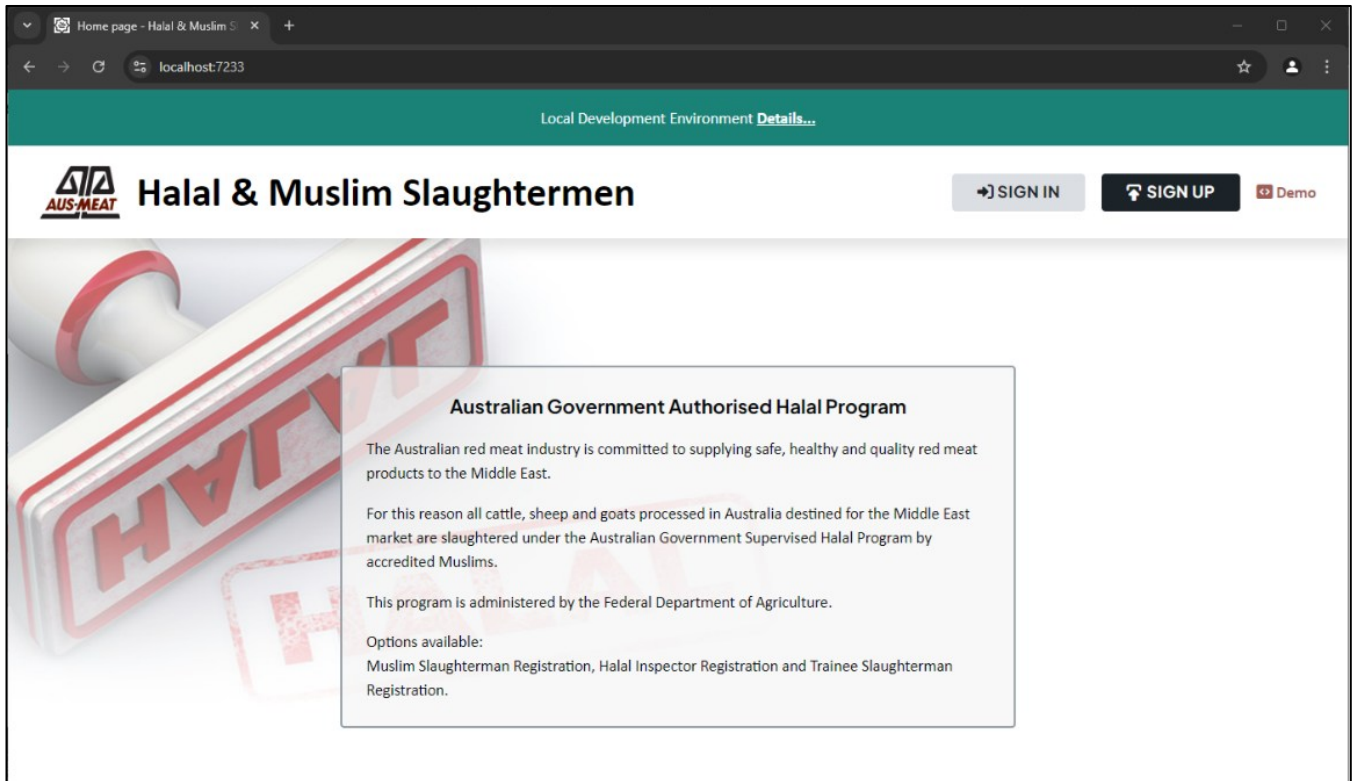 Home page - Halal & Muslim S
localhost:7233
Local Development Environment Details...
AUS-MEAT
Halal & Muslim Slaughtermen
SIGN IN
SIGN UP
Demo
HALAL
HALAL
Australian Government Authorised Halal Program
The Australian red meat industry is committed to supplying safe, healthy and quality red meat
products to the Middle East.
For this reason all cattle, sheep and goats processed in Australia destined for the Middle East
market are slaughtered under the Australian Government Supervised Halal Program by
accredited Muslims.
This program is administered by the Federal Department of Agriculture.
Options available:
Muslim Slaughterman Registration, Halal Inspector Registration and Trainee Slaughterman
Registration.